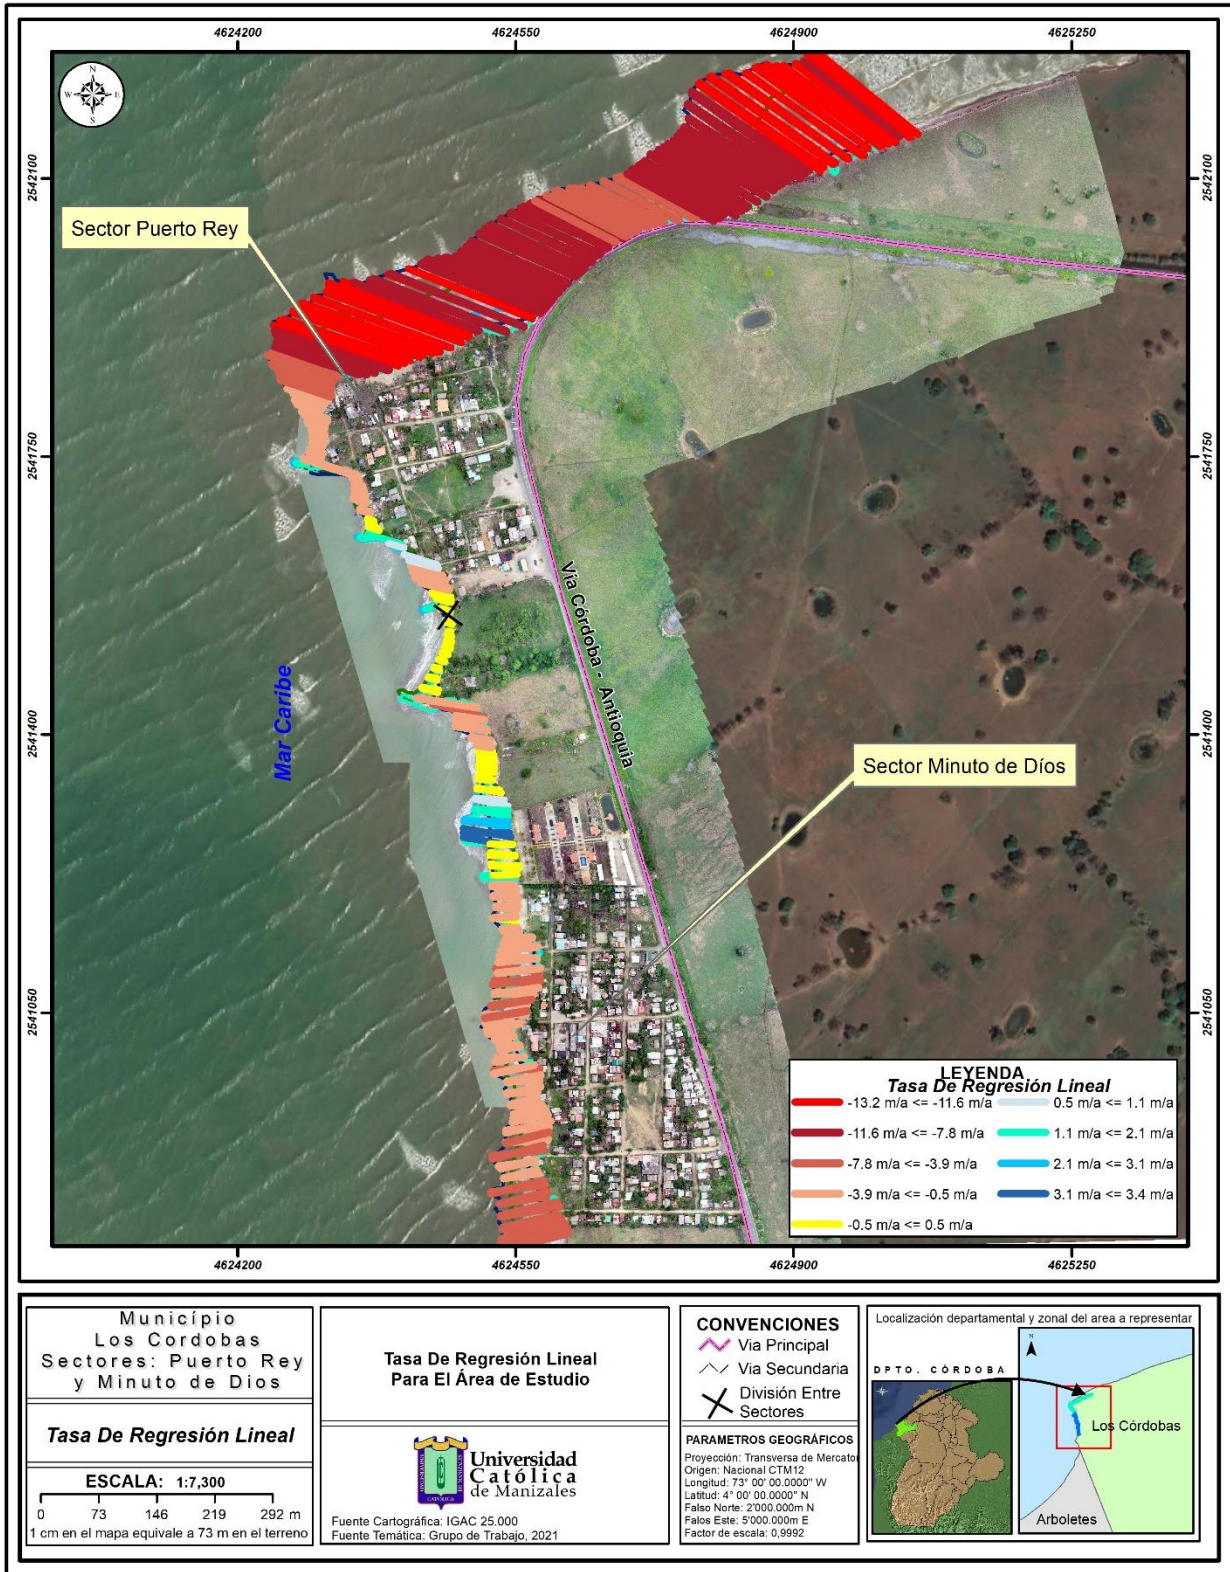 4624200 4624550 4624900 4625250
2542100 2542100
2541750 2541750
2541400 2541400
2541050 2541050
N
W E
S
Sector Puerto Rey
Mar Caribe
Via Córdoba - Antioquia
Sector Minuto de Díos
LEYENDA
Tasa De Regresión Lineal
-13.2 m/a <= -11.6 m/a 0.5 m/a <= 1.1 m/a
-11.6 m/a <= -7.8 m/a 1.1 m/a <= 2.1 m/a
-7.8 m/a <= -3.9 m/a 2.1 m/a <= 3.1 m/a
-3.9 m/a <= -0.5 m/a 3.1 m/a <= 3.4 m/a
-0.5 m/a <= 0.5 m/a
4624200 4624550 4624900 4625250
Município
Los Cordobas
Sectores: Puerto Rey
y Minuto de Dios
Tasa De Regresión Lineal
ESCALA: 1:7,300
0 73 146 219 292 m
1 cm en el mapa equivale a 73 m en el terreno
Tasa De Regresión Lineal
Para El Área de Estudio
Universidad
Católica
de Manizales
Fuente Cartográfica: IGAC 25.000
Fuente Temática: Grupo de Trabajo, 2021
CONVENCIONES
Via Principal
Via Secundaria
División Entre
Sectores
PARAMETROS GEOGRÁFICOS
Proyección: Transversa de Mercator
Origen: Nacional CTM12
Longitud: 73° 00' 00.0000" W
Latitud: 4° 00' 00.0000" N
Falso Norte: 2'000.000m N
Falos Este: 5'000.000m E
Factor de escala: 0,9992
Localización departamental y zonal del area a representar
DPTO. CÓRDOBA
N
Los Córdobas
Arboletes